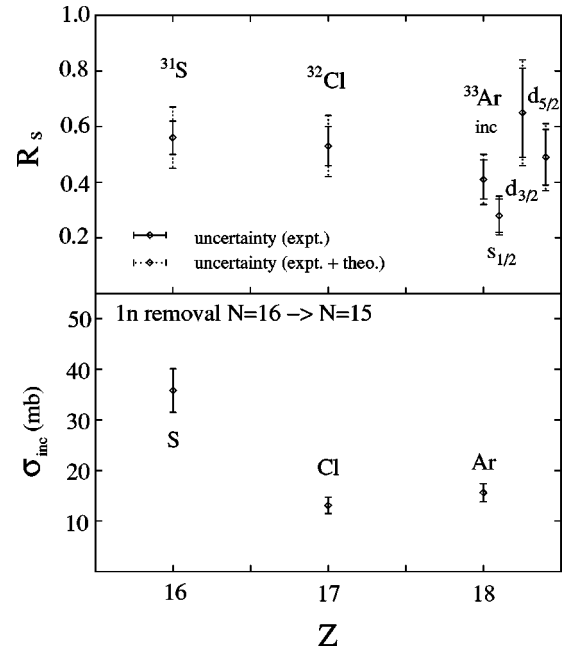 1.0
0.8
0.6
0.4
0.2
R s
31S
32Cl
33Ar
inc
d5/2
d3/2
s1/2
uncertainty (expt.)
uncertainty (expt. + theo.)
1n removal N=16 −> N=15
50
40
30
20
10
σinc (mb)
S
Cl
Ar
16 17 18
Z